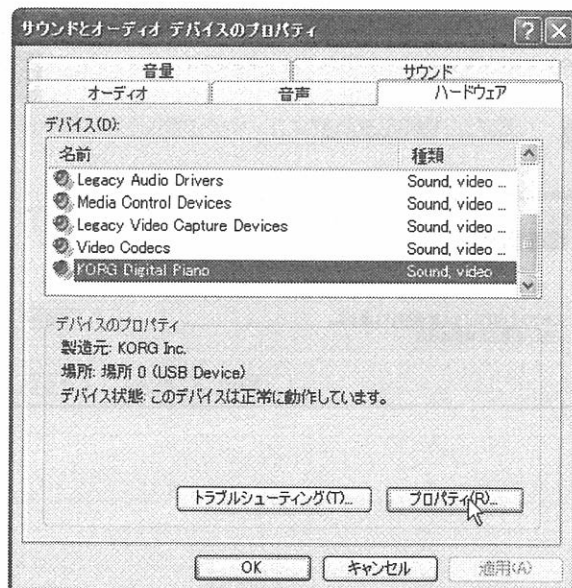 サウンドとオーディオ デバイスのプロパティ
音量 サウンド
オーディオ 音声 ハードウェア
デバイス(D):
名前 種類
Legacy Audio Drivers Sound, video ...
Media Control Devices Sound, video ...
Legacy Video Capture Devices Sound, video ...
Video Codecs Sound, video ...
KORG Digital Piano Sound, video
デバイスのプロパティ
製造元: KORG Inc.
場所: 場所 0 (USB Device)
デバイス状態: このデバイスは正常に動作しています。
トラブルシューティング(T)... プロパティ(R)...
OK キャンセル 適用(A)